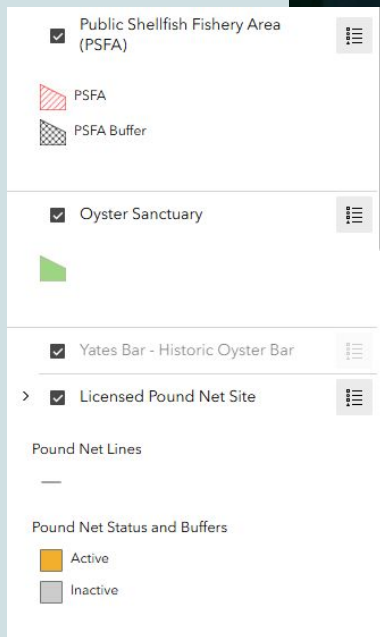 Public Shellfish Fishery Area
(PSFA)
PSFA
PSFA Buffer
Oyster Sanctuary
Yates Bar - Historic Oyster Bar
Licensed Pound Net Site
Pound Net Lines
Pound Net Status and Buffers
Active
Inactive